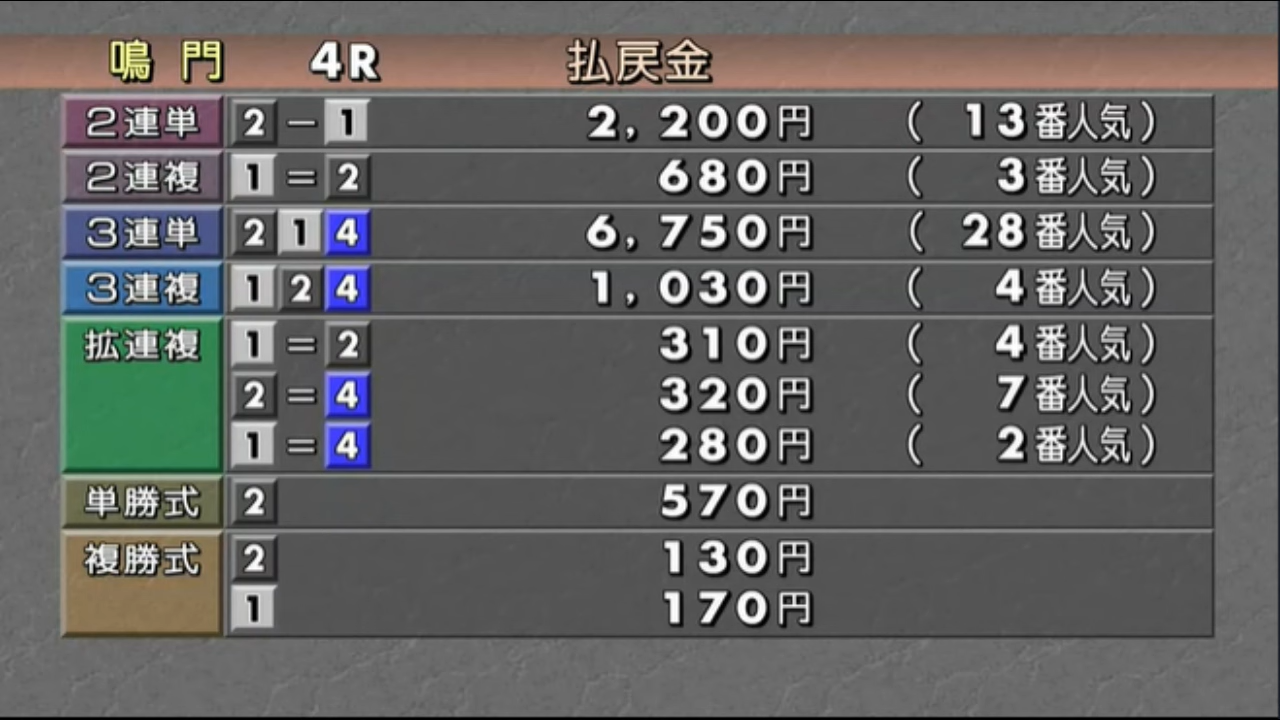 鳴門 4R 払戻金
2連単 2-1 2,200円 (13番人気)
2連複 1=2 680円 (3番人気)
3連単 2 1 4 6,750円 (28番人気)
3連複 1 2 4 1,030円 (4番人気)
拡連複 1=2 310円 (4番人気)
2=4 320円 (7番人気)
1=4 280円 (2番人気)
単勝式 2 570円
複勝式 2 130円
1 170円